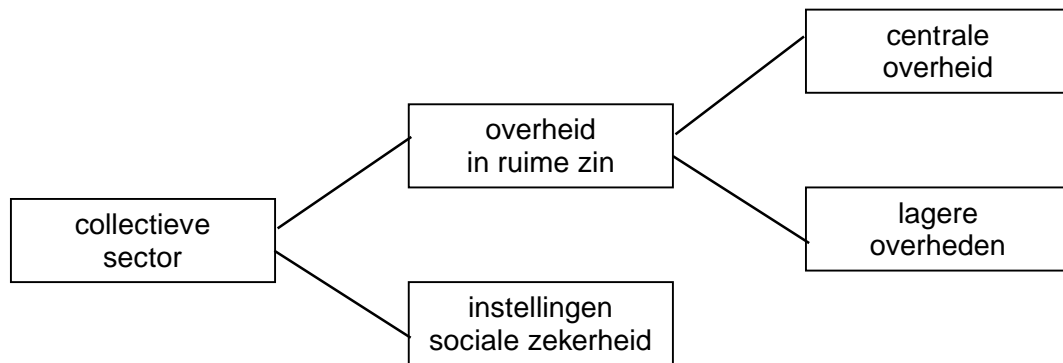 centrale
overheid
overheid
in ruime zin
collectieve
sector
lagere
overheden
instellingen
sociale zekerheid